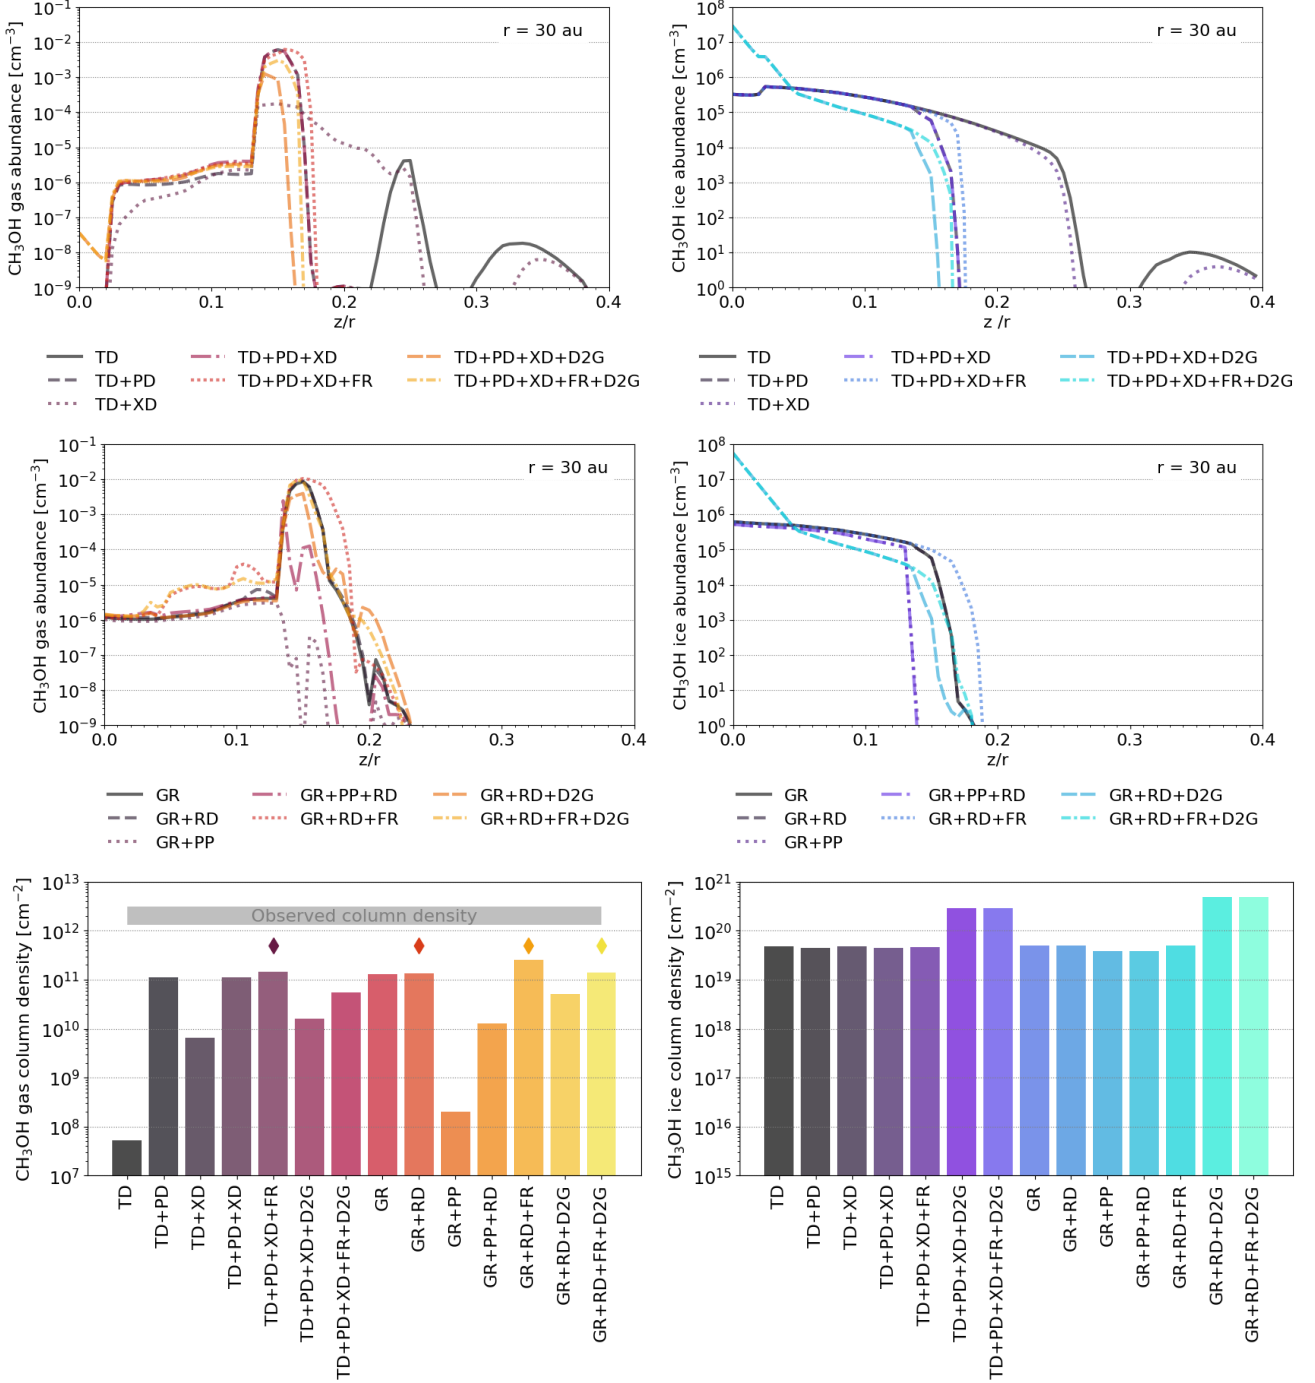 CH₃OH gas abundance [cm⁻³]
10⁻¹
10⁻²
10⁻³
10⁻⁴
10⁻⁵
10⁻⁶
10⁻⁷
10⁻⁸
10⁻⁹
r = 30 au
0.0 0.1 0.2 0.3 0.4
z/r
TD TD+PD+XD TD+PD+XD+D2G
TD+PD TD+PD+XD+FR TD+PD+XD+FR+D2G
TD+XD
CH₃OH ice abundance [cm⁻³]
10⁸
10⁷
10⁶
10⁵
10⁴
10³
10²
10¹
10⁰
r = 30 au
0.0 0.1 0.2 0.3 0.4
z /r
TD TD+PD+XD TD+PD+XD+D2G
TD+PD TD+PD+XD+FR TD+PD+XD+FR+D2G
TD+XD
CH₃OH gas abundance [cm⁻³]
10⁻¹
10⁻²
10⁻³
10⁻⁴
10⁻⁵
10⁻⁶
10⁻⁷
10⁻⁸
10⁻⁹
r = 30 au
0.0 0.1 0.2 0.3 0.4
z/r
GR GR+PP+RD GR+RD+D2G
GR+RD GR+RD+FR GR+RD+FR+D2G
GR+PP
CH₃OH ice abundance [cm⁻³]
10⁸
10⁷
10⁶
10⁵
10⁴
10³
10²
10¹
10⁰
r = 30 au
0.0 0.1 0.2 0.3 0.4
z/r
GR GR+PP+RD GR+RD+D2G
GR+RD GR+RD+FR GR+RD+FR+D2G
GR+PP
CH₃OH gas column density [cm⁻²]
10¹³
10¹²
10¹¹
10¹⁰
10⁹
10⁸
10⁷
Observed column density
TD
TD+PD
TD+XD
TD+PD+XD
TD+PD+XD+FR
TD+PD+XD+D2G
TD+PD+XD+FR+D2G
GR
GR+RD
GR+PP
GR+PP+RD
GR+RD+FR
GR+RD+D2G
GR+RD+FR+D2G
CH₃OH ice column density [cm⁻²]
10²¹
10²⁰
10¹⁹
10¹⁸
10¹⁷
10¹⁶
10¹⁵
TD
TD+PD
TD+XD
TD+PD+XD
TD+PD+XD+FR
TD+PD+XD+D2G
TD+PD+XD+FR+D2G
GR
GR+RD
GR+PP
GR+PP+RD
GR+RD+FR
GR+RD+D2G
GR+RD+FR+D2G